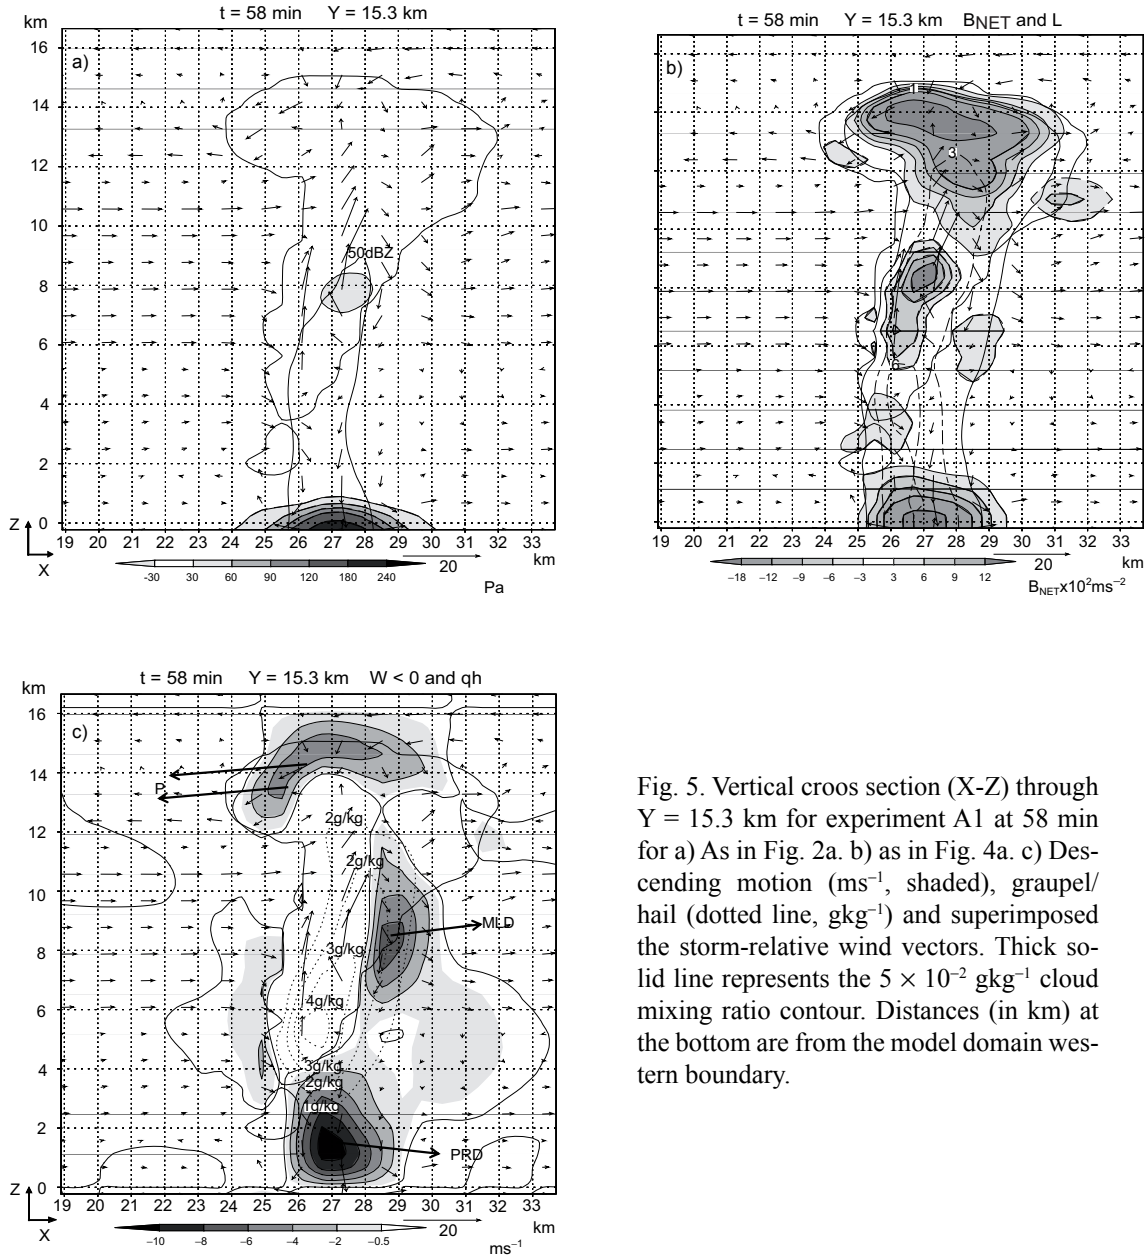 t = 58 min Y = 15.3 km
km
16
a)
14
12
10
50dBZ
8
6
4
2
Z
0
X
19 20 21 22 23 24 25 26 27 28 29 30 31 32 33
km
-30 30 60 90 120 180 240
20
Pa
t = 58 min Y = 15.3 km BNET and L
b)
1
3
19 20 21 22 23 24 25 26 27 28 29 30 31 32 33
km
−18 −12 −9 −6 −3 3 6 9 12
20
BNETx10²ms⁻²
t = 58 min Y = 15.3 km W < 0 and qh
km
16
c)
14
P
2g/kg
12
2g/kg
10
MLD
3g/kg
8
4g/kg
6
3g/kg
4
2g/kg
1g/kg
2
PRD
Z
0
X
19 20 21 22 23 24 25 26 27 28 29 30 31 32 33
km
−10 −8 −6 −4 −2 −0.5
20
ms⁻¹
Fig. 5. Vertical croos section (X-Z) through
Y = 15.3 km for experiment A1 at 58 min
for a) As in Fig. 2a. b) as in Fig. 4a. c) Des-
cending motion (ms⁻¹, shaded), graupel/
hail (dotted line, gkg⁻¹) and superimposed
the storm-relative wind vectors. Thick so-
lid line represents the 5 × 10⁻² gkg⁻¹ cloud
mixing ratio contour. Distances (in km) at
the bottom are from the model domain wes-
tern boundary.